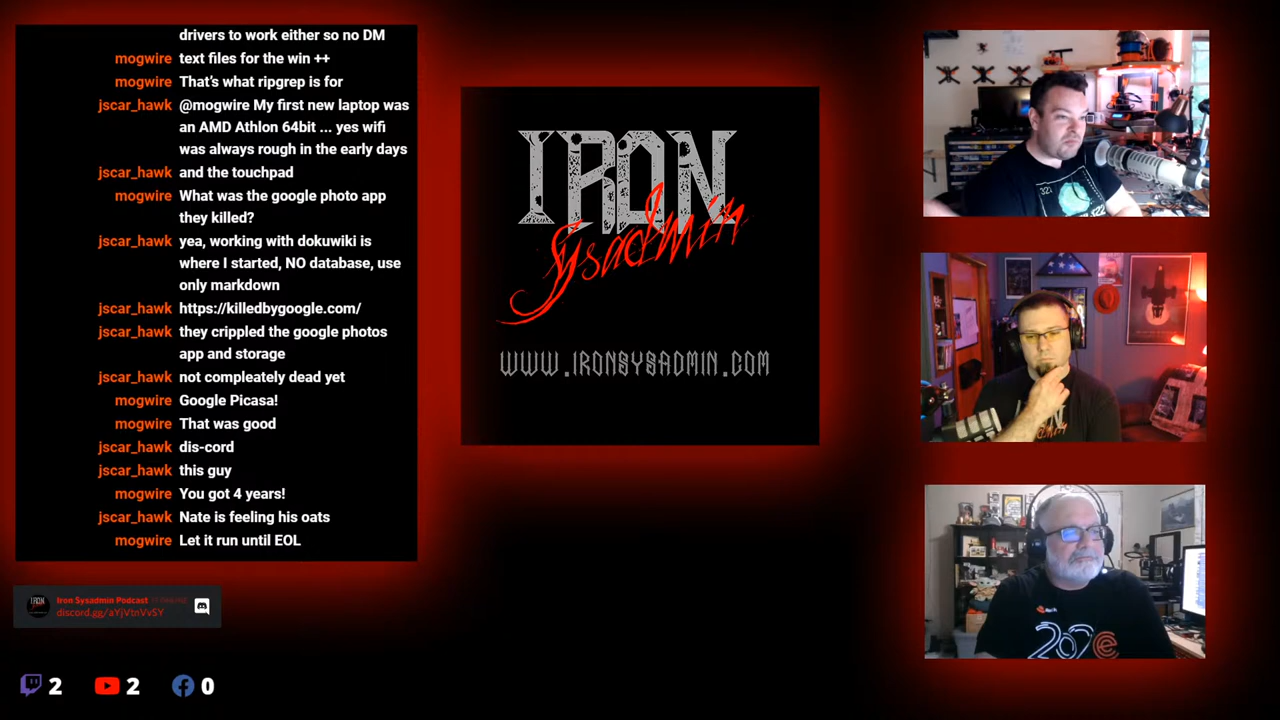 drivers to work either so no DM
mogwire text files for the win ++
mogwire That's what ripgrep is for
jscar_hawk @mogwire My first new laptop was
an AMD Athlon 64bit ... yes wifi
was always rough in the early days
jscar_hawk and the touchpad
mogwire What was the google photo app
they killed?
jscar_hawk yea, working with dokuwiki is
where I started, NO database, use
only markdown
jscar_hawk https://killedbygoogle.com/
jscar_hawk they crippled the google photos
app and storage
jscar_hawk not compleately dead yet
mogwire Google Picasa!
mogwire That was good
jscar_hawk dis-cord
jscar_hawk this guy
mogwire You got 4 years!
jscar_hawk Nate is feeling his oats
mogwire Let it run until EOL
Iron Sysadmin Podcast
discord.gg/aYjVtnVvSY
2
2
0
IRON
Sysadmin
WWW.IRONSYSADMIN.COM
321